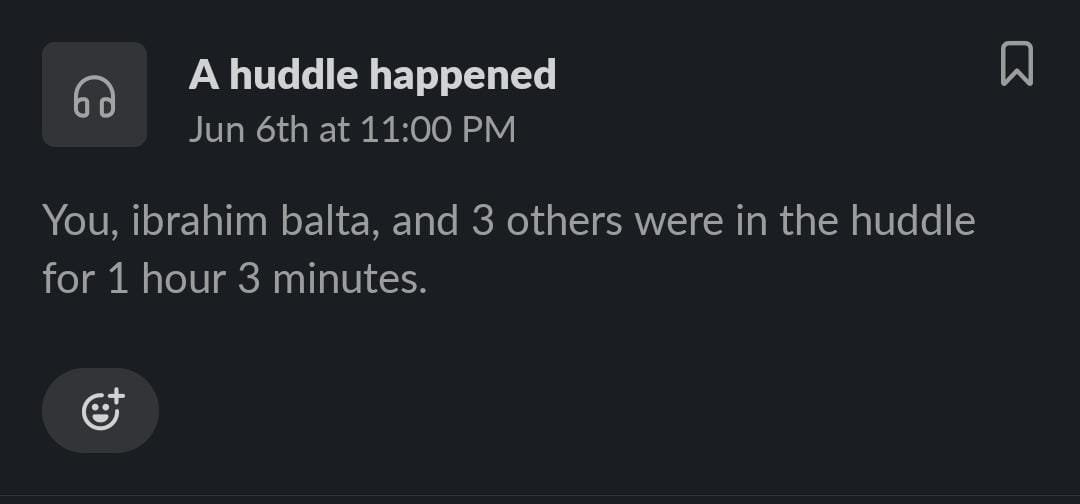 A huddle happened
Jun 6th at 11:00 PM
You, ibrahim balta, and 3 others were in the huddle
for 1 hour 3 minutes.